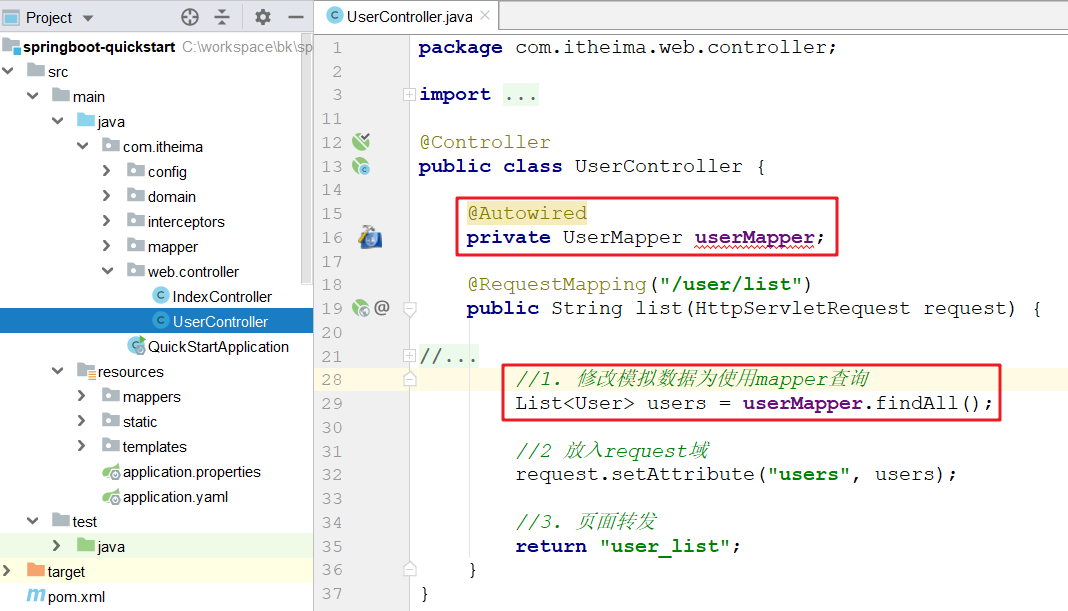 Project
springboot-quickstart C:\workspace\bk\sp
src
main
java
com.itheima
config
domain
interceptors
mapper
web.controller
IndexController
UserController
QuickStartApplication
resources
mappers
static
templates
application.properties
application.yaml
test
java
target
pom.xml
UserController.java
1 package com.itheima.web.controller;
2
3 import ...
11
12 @Controller
13 public class UserController {
14
15 @Autowired
16 private UserMapper userMapper;
17
18 @RequestMapping("/user/list")
19 @ public String list(HttpServletRequest request) {
20
21 //...
28 //1. 修改模拟数据为使用mapper查询
29 List<User> users = userMapper.findAll();
30
31 //2 放入request域
32 request.setAttribute("users", users);
33
34 //3. 页面转发
35 return "user_list";
36 }
37 }